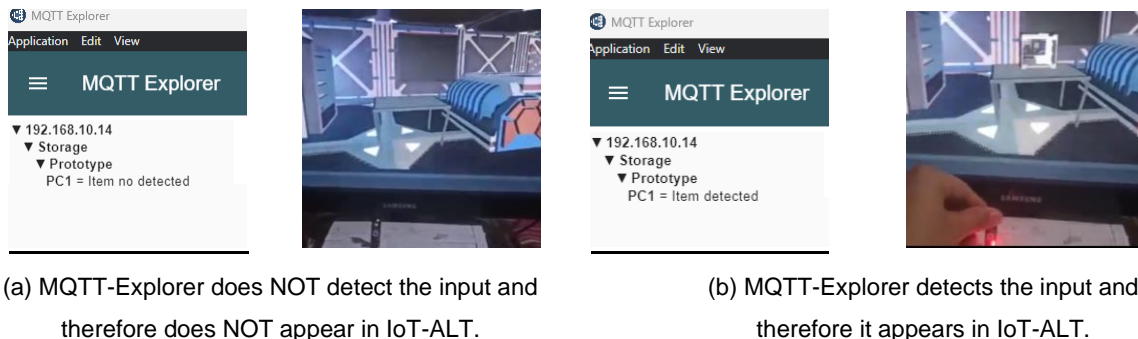 MQTT Explorer
Application Edit View
MQTT Explorer
▼ 192.168.10.14
▼ Storage
▼ Prototype
PC1 = Item no detected
SAMSUNG
(a) MQTT-Explorer does NOT detect the input and
therefore does NOT appear in IoT-ALT.
MQTT Explorer
Application Edit View
MQTT Explorer
▼ 192.168.10.14
▼ Storage
▼ Prototype
PC1 = Item detected
SAMSUNG
(b) MQTT-Explorer detects the input and
therefore it appears in IoT-ALT.